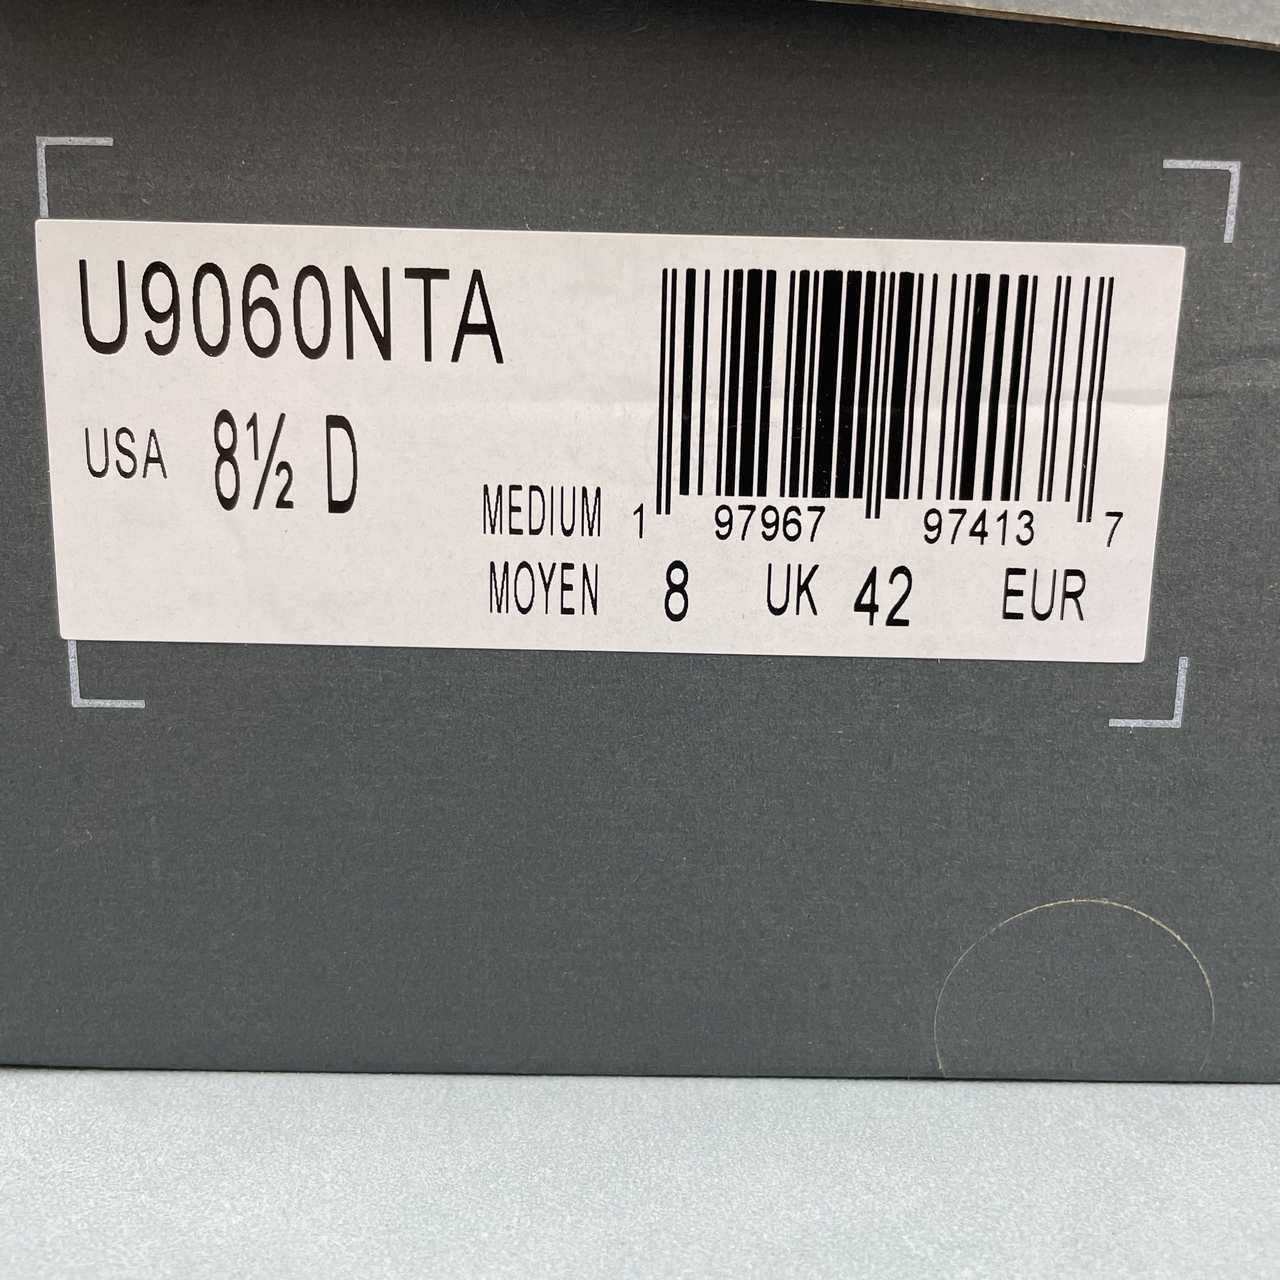 U9060NTA
USA 8½ D
MEDIUM 1 97967 97413 7
MOYEN 8 UK 42 EUR